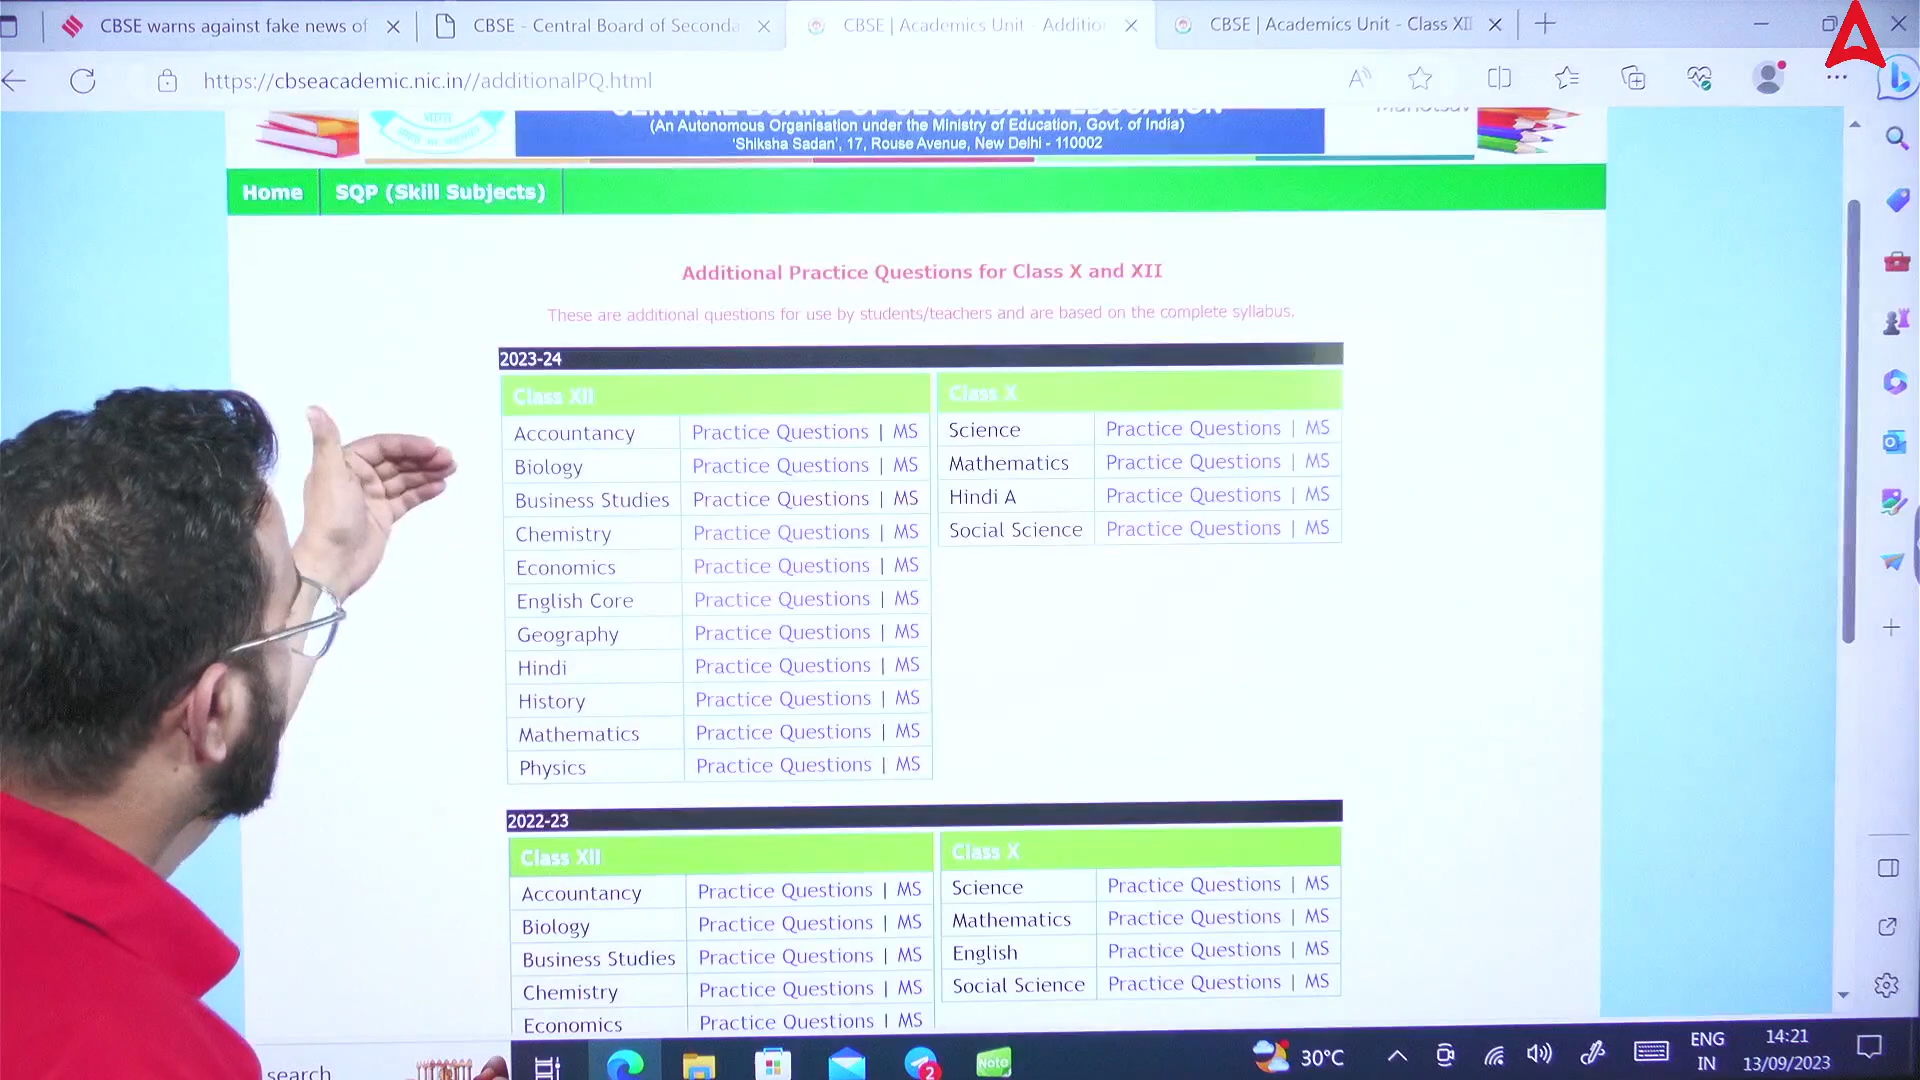 CBSE warns against fake news of
CBSE - Central Board of Seconda
CBSE | Academics Unit - Additio
CBSE | Academics Unit - Class XII
https://cbseacademic.nic.in//additionalPQ.html
CENTRAL BOARD OF SECONDARY EDUCATION
(An Autonomous Organisation under the Ministry of Education, Govt. of India)
'Shiksha Sadan', 17, Rouse Avenue, New Delhi - 110002
Home
SQP (Skill Subjects)
Additional Practice Questions for Class X and XII
These are additional questions for use by students/teachers and are based on the complete syllabus.
2023-24
Class XII
Accountancy Practice Questions | MS
Biology Practice Questions | MS
Business Studies Practice Questions | MS
Chemistry Practice Questions | MS
Economics Practice Questions | MS
English Core Practice Questions | MS
Geography Practice Questions | MS
Hindi Practice Questions | MS
History Practice Questions | MS
Mathematics Practice Questions | MS
Physics Practice Questions | MS
Class X
Science Practice Questions | MS
Mathematics Practice Questions | MS
Hindi A Practice Questions | MS
Social Science Practice Questions | MS
2022-23
Class XII
Accountancy Practice Questions | MS
Biology Practice Questions | MS
Business Studies Practice Questions | MS
Chemistry Practice Questions | MS
Economics Practice Questions | MS
Class X
Science Practice Questions | MS
Mathematics Practice Questions | MS
English Practice Questions | MS
Social Science Practice Questions | MS
search
2
Note
30°C
ENG
IN
14:21
13/09/2023